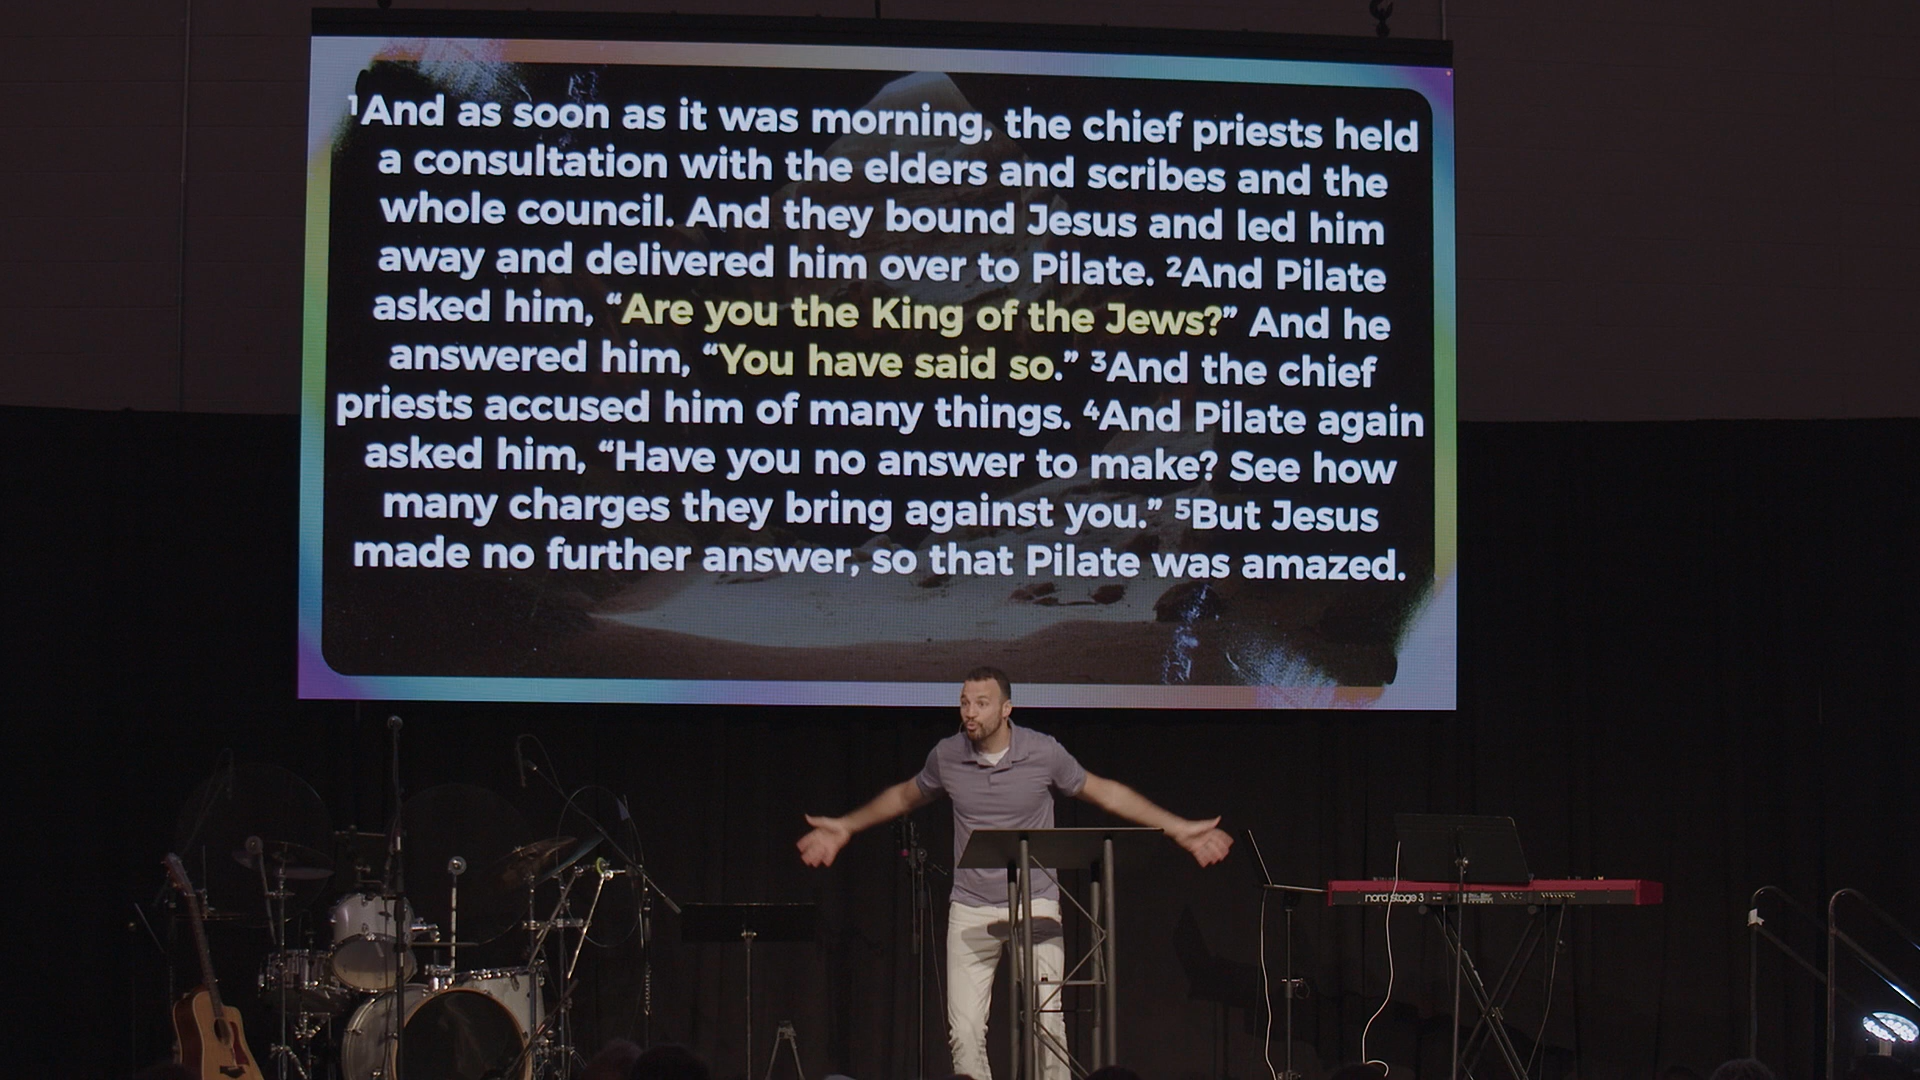 ¹And as soon as it was morning, the chief priests held
a consultation with the elders and scribes and the
whole council. And they bound Jesus and led him
away and delivered him over to Pilate. ²And Pilate
asked him, “Are you the King of the Jews?” And he
answered him, “You have said so.” ³And the chief
priests accused him of many things. ⁴And Pilate again
asked him, “Have you no answer to make? See how
many charges they bring against you.” ⁵But Jesus
made no further answer, so that Pilate was amazed.
nord stage 3